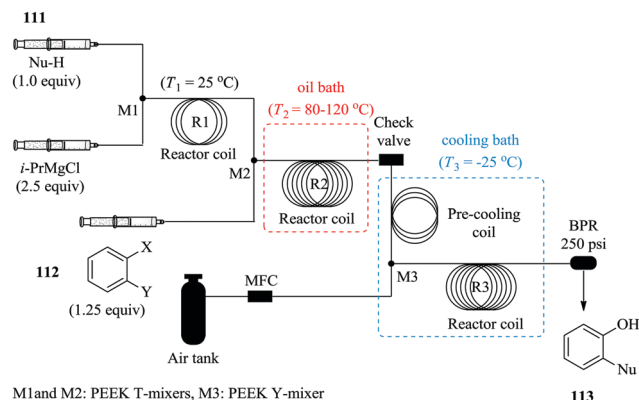 111
Nu-H
(1.0 equiv)
M1
(T1 = 25 °C)
R1
Reactor coil
i-PrMgCl
(2.5 equiv)
M2
oil bath
(T2 = 80-120 °C)
R2
Reactor coil
Check
valve
cooling bath
(T3 = -25 °C)
Pre-cooling
coil
112
X
Y
(1.25 equiv)
MFC
Air tank
M3
R3
Reactor coil
BPR
250 psi
OH
Nu
113
M1and M2: PEEK T-mixers, M3: PEEK Y-mixer